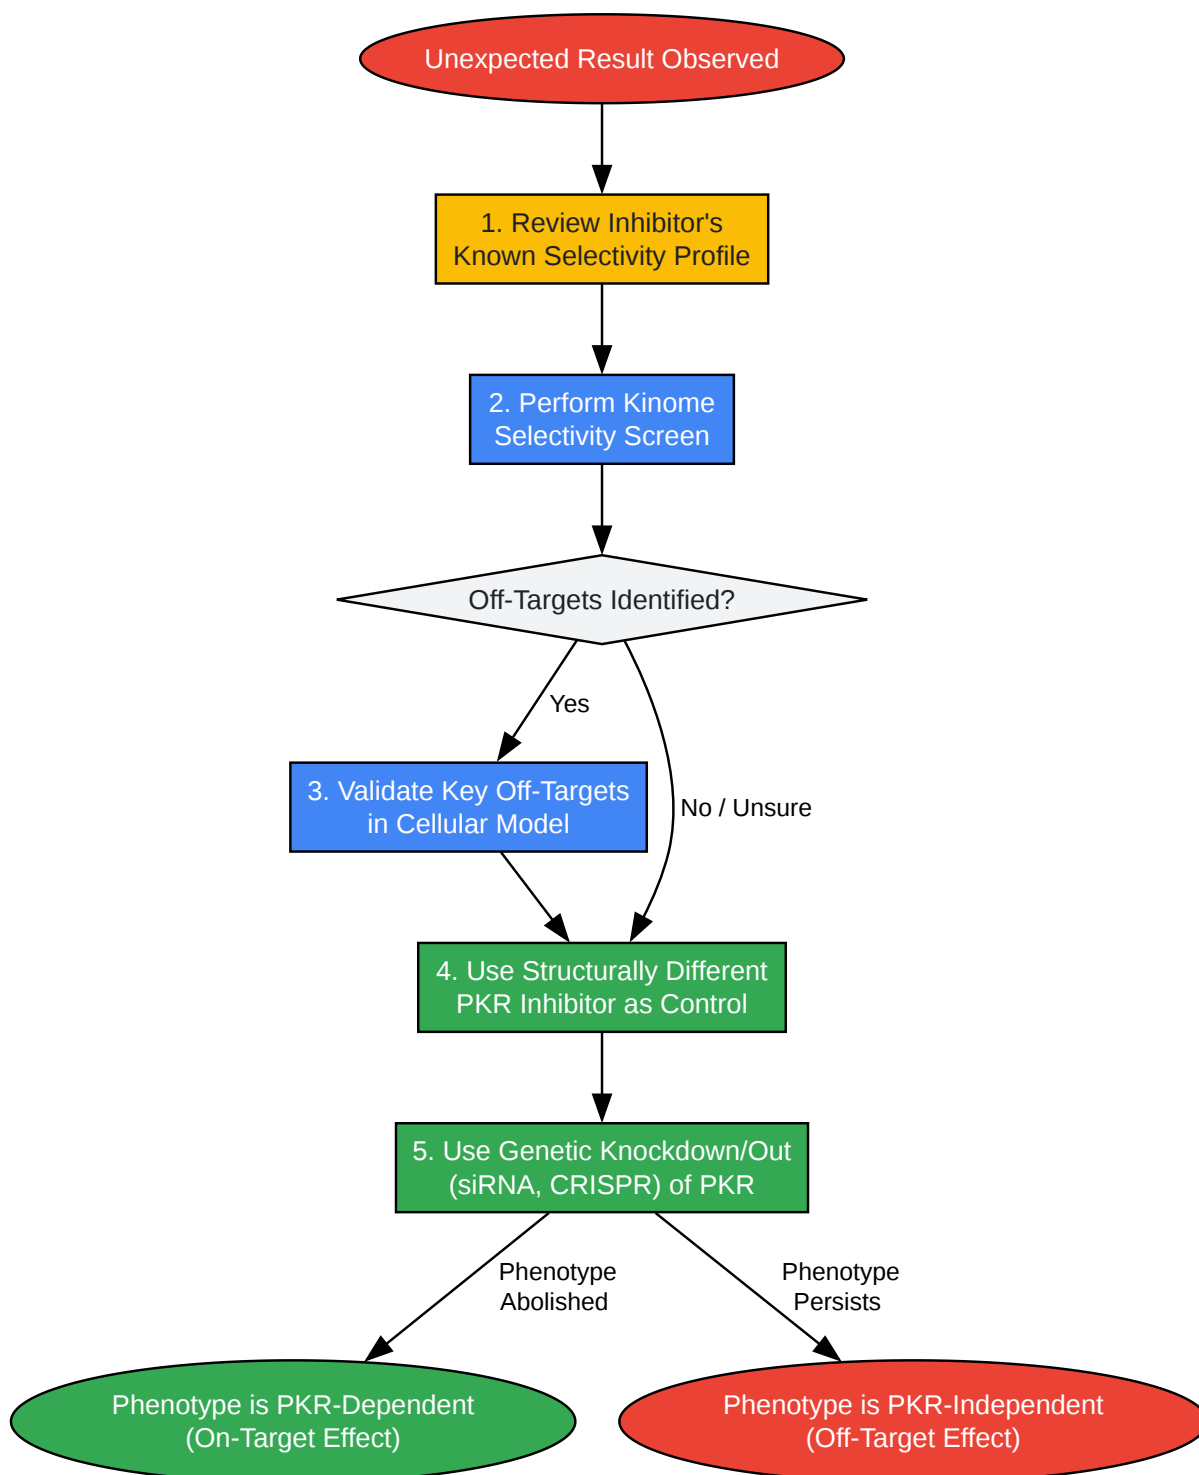 Unexpected Result Observed
1. Review Inhibitor's
Known Selectivity Profile
2. Perform Kinome
Selectivity Screen
Off-Targets Identified?
Yes
3. Validate Key Off-Targets
in Cellular Model
No / Unsure
4. Use Structurally Different
PKR Inhibitor as Control
5. Use Genetic Knockdown/Out
(siRNA, CRISPR) of PKR
Phenotype
Abolished
Phenotype
Persists
Phenotype is PKR-Dependent
(On-Target Effect)
Phenotype is PKR-Independent
(Off-Target Effect)